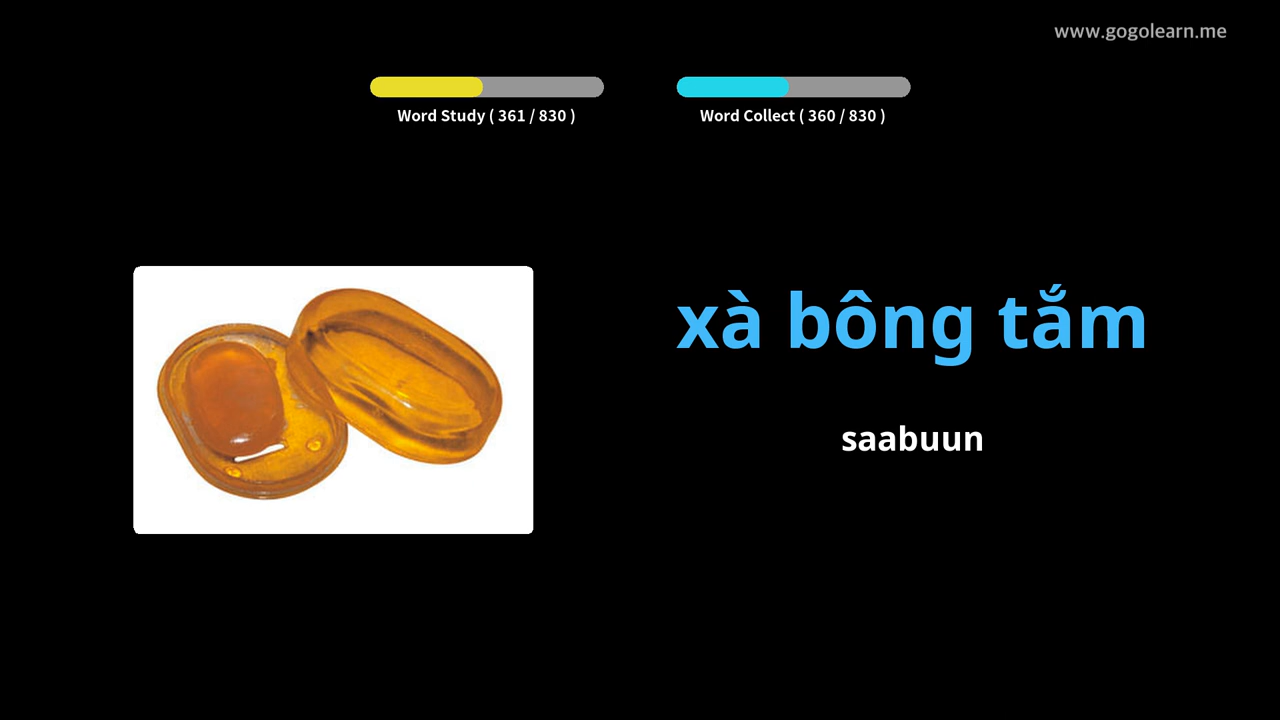 www.gogolearn.me
Word Study ( 361 / 830 )
Word Collect ( 360 / 830 )
xà bông tắm
saabuun